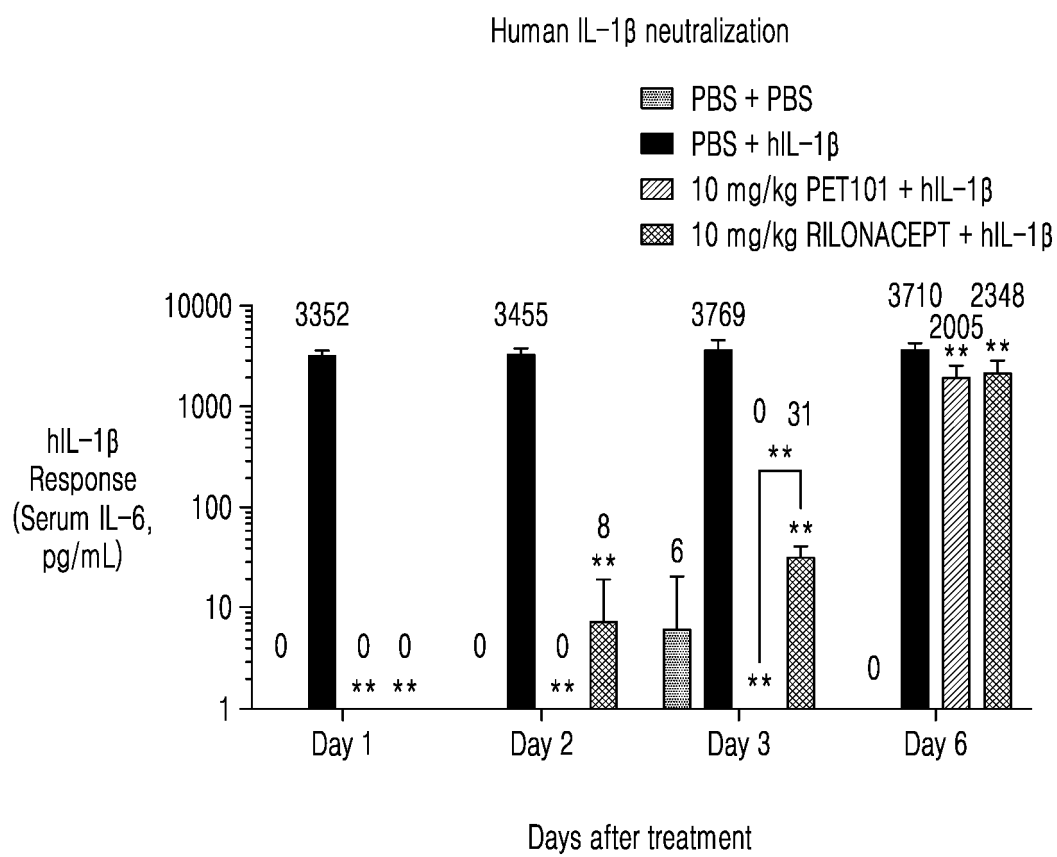 Human IL-1β neutralization
PBS + PBS
PBS + hIL-1β
10 mg/kg PET101 + hIL-1β
10 mg/kg RILONACEPT + hIL-1β
hIL-1β
Response
(Serum IL-6,
pg/mL)
10000
1000
100
10
1
0
3352
0
**
0
**
0
3455
0
**
8
**
6
3769
0
31
**
**
**
0
3710
2005
**
2348
**
Day 1
Day 2
Day 3
Day 6
Days after treatment